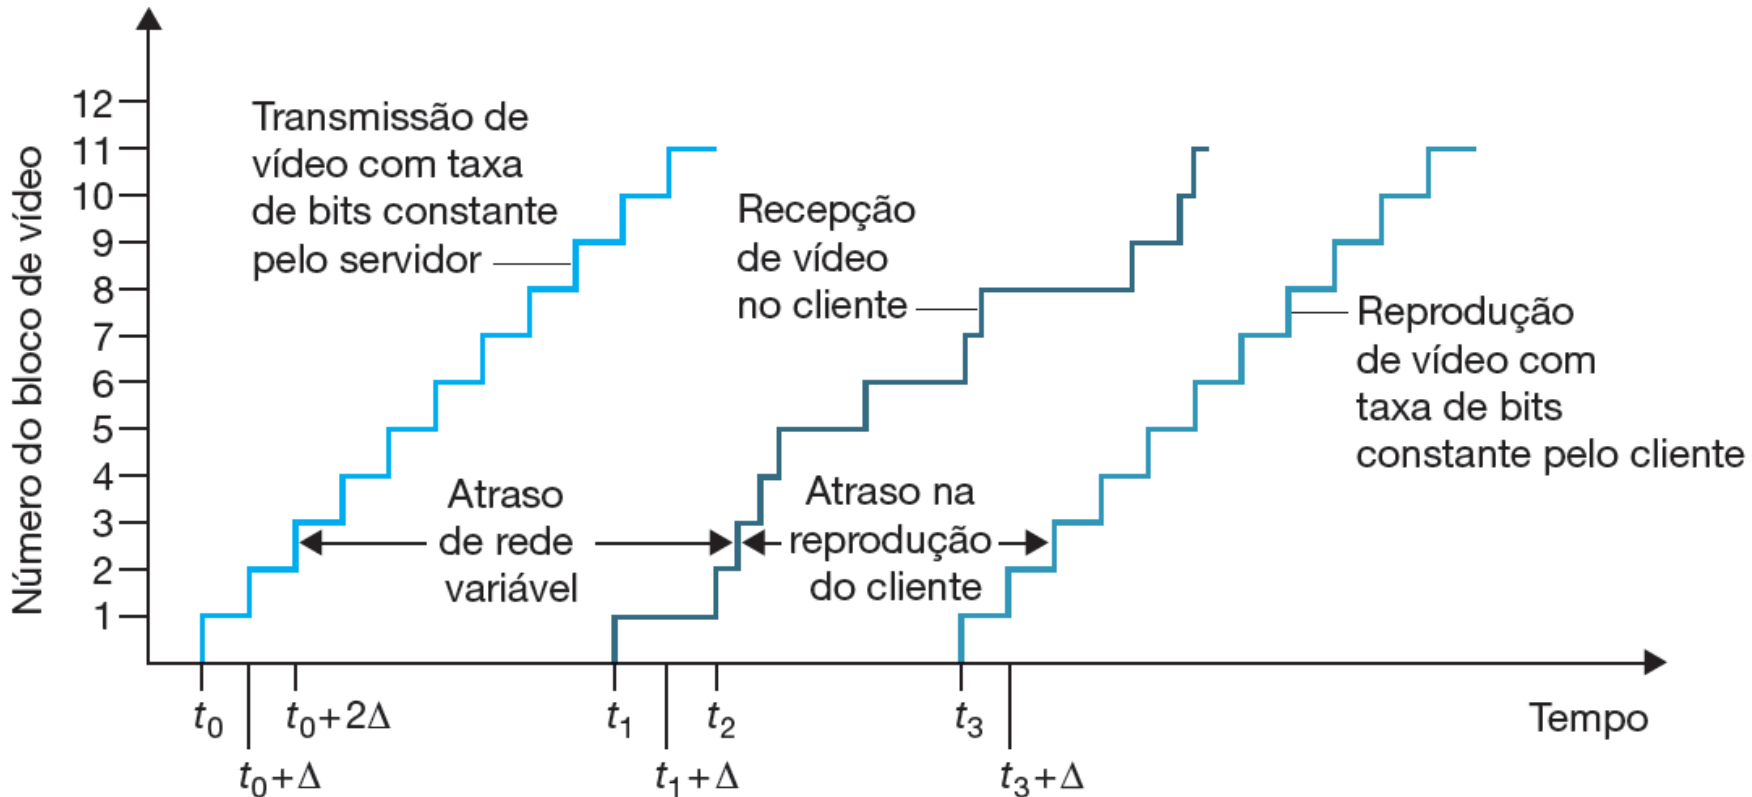 Número do bloco de vídeo
12
11
10
9
8
7
6
5
4
3
2
1
Transmissão de
vídeo com taxa
de bits constante
pelo servidor
Recepção
de vídeo
no cliente
Reprodução
de vídeo com
taxa de bits
constante pelo cliente
Atraso
de rede
variável
Atraso na
reprodução
do cliente
t₀
t₀+2Δ
t₁
t₂
t₃
Tempo
t₀+Δ
t₁+Δ
t₃+Δ